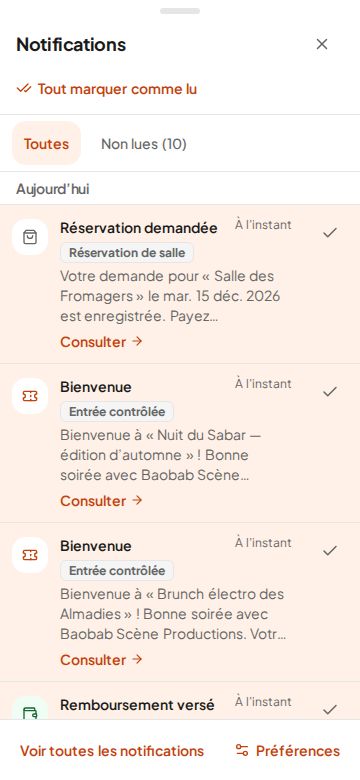 Notifications
Tout marquer comme lu
Toutes
Non lues (10)
Aujourd’hui
Réservation demandée
À l’instant
Réservation de salle
Votre demande pour « Salle des
Fromagers » le mar. 15 déc. 2026
est enregistrée. Payez…
Consulter →
Bienvenue
À l’instant
Entrée contrôlée
Bienvenue à « Nuit du Sabar —
édition d’automne » ! Bonne
soirée avec Baobab Scène…
Consulter →
Bienvenue
À l’instant
Entrée contrôlée
Bienvenue à « Brunch électro des
Almadies » ! Bonne soirée avec
Baobab Scène Productions. Votr…
Consulter →
Remboursement versé
À l’instant
Voir toutes les notifications
Préférences